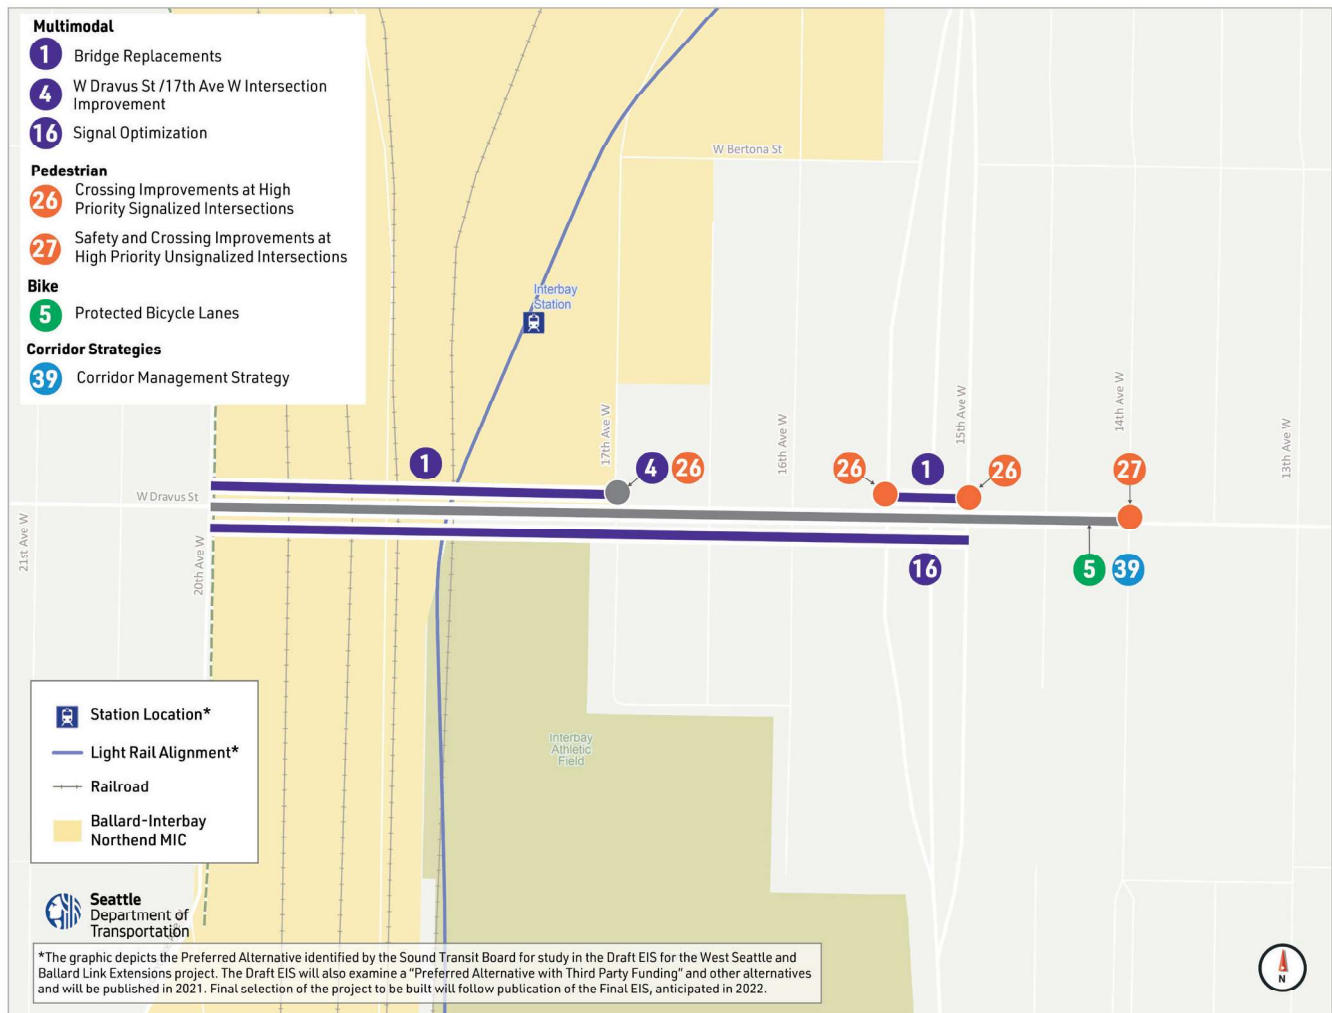 Multimodal
1 Bridge Replacements
4 W Dravus St /17th Ave W Intersection
Improvement
16 Signal Optimization
Pedestrian
26 Crossing Improvements at High
Priority Signalized Intersections
27 Safety and Crossing Improvements at
High Priority Unsignalized Intersections
Bike
5 Protected Bicycle Lanes
Corridor Strategies
39 Corridor Management Strategy
W Bertona St
Interbay
Station
17th Ave W
16th Ave W
15th Ave W
14th Ave W
13th Ave W
1
4 26
26
1
26
27
W Dravus St
21st Ave W
20th Ave W
16
5 39
Interbay
Athletic
Field
Station Location*
Light Rail Alignment*
Railroad
Ballard-Interbay
Northend MIC
Seattle
Department of
Transportation
*The graphic depicts the Preferred Alternative identified by the Sound Transit Board for study in the Draft EIS for the West Seattle and
Ballard Link Extensions project. The Draft EIS will also examine a “Preferred Alternative with Third Party Funding” and other alternatives
and will be published in 2021. Final selection of the project to be built will follow publication of the Final EIS, anticipated in 2022.
N